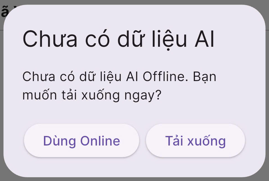 Chưa có dữ liệu AI
Chưa có dữ liệu AI Offline. Bạn
muốn tải xuống ngay?
Dùng Online
Tải xuống